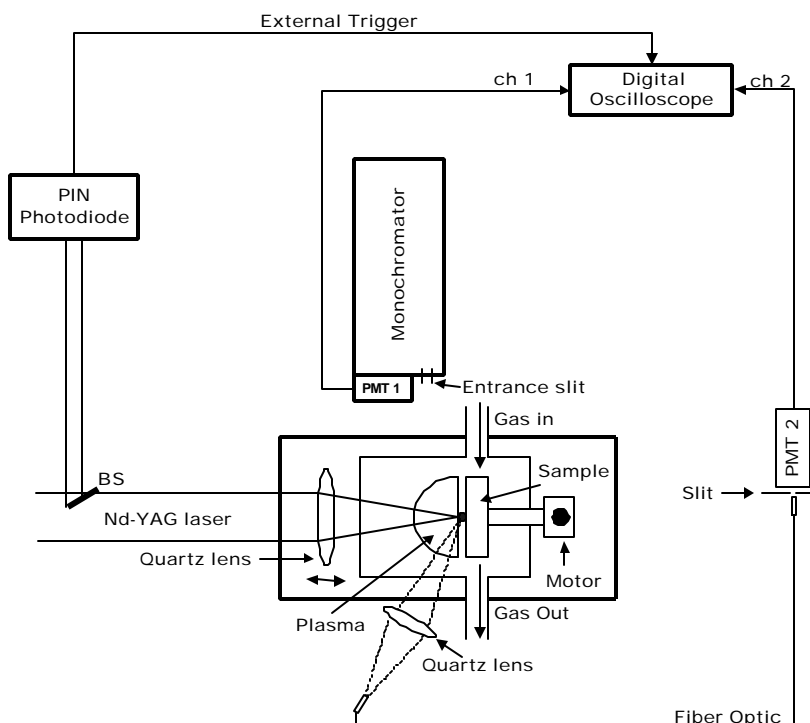 External Trigger
ch 1
Digital
Oscilloscope
ch 2
PIN
Photodiode
Monochromator
PMT 1
Entrance slit
Gas in
PMT 2
BS
Sample
Slit
Nd-YAG laser
Quartz lens
Motor
Plasma
Gas Out
Quartz lens
Fiber Optic